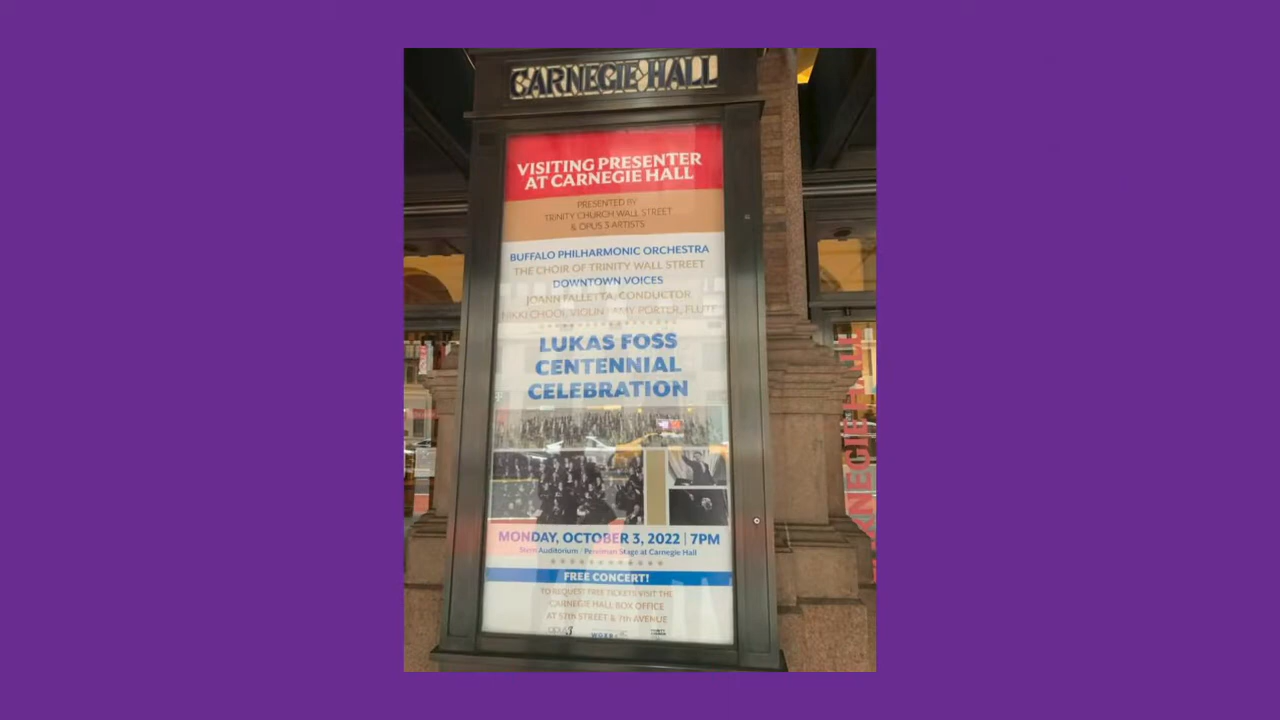 CARNEGIE HALL
VISITING PRESENTER
AT CARNEGIE HALL
PRESENTED BY
TRINITY CHURCH WALL STREET
& OPUS 3 ARTISTS
BUFFALO PHILHARMONIC ORCHESTRA
THE CHOIR OF TRINITY WALL STREET
DOWNTOWN VOICES
JOANN FALLETTA, CONDUCTOR
NIKKI CHOOI, VIOLIN AMY PORTER, FLUTE
LUKAS FOSS
CENTENNIAL
CELEBRATION
MONDAY, OCTOBER 3, 2022 | 7PM
Stern Auditorium / Perelman Stage at Carnegie Hall
FREE CONCERT!
TO REQUEST FREE TICKETS VISIT THE
CARNEGIE HALL BOX OFFICE
AT 57th STREET & 7th AVENUE
opus3
CARNEGIE HALL